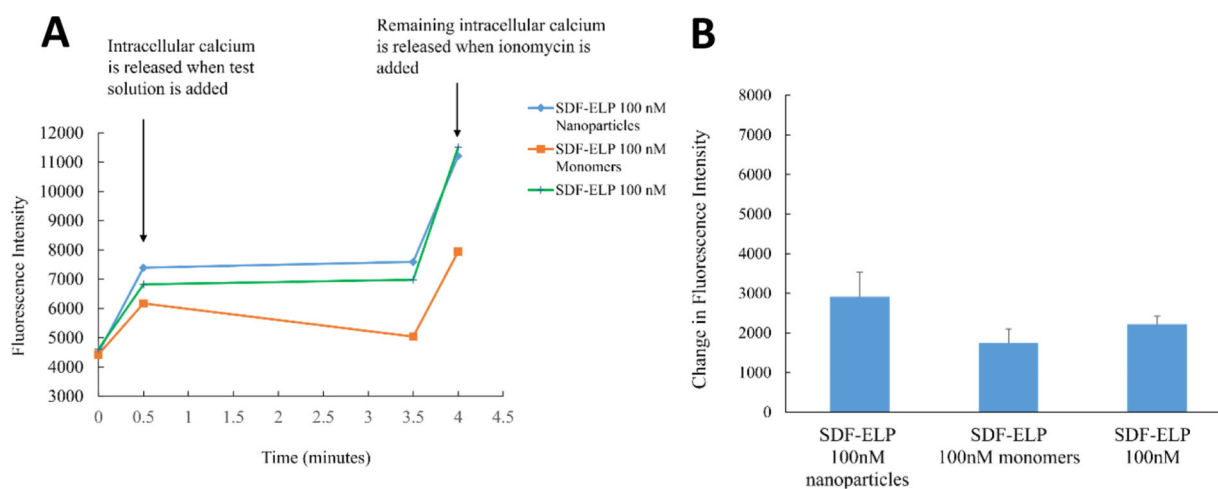 A
Intracellular calcium
is released when test
solution is added
Remaining intracellular calcium
is released when ionomycin is
added
SDF-ELP 100 nM
Nanoparticles
SDF-ELP 100 nM
Monomers
SDF-ELP 100 nM
Fluorescence Intensity
12000
11000
10000
9000
8000
7000
6000
5000
4000
3000
0
0.5
1
1.5
2
2.5
3
3.5
4
4.5
Time (minutes)
B
Change in Fluorescence Intensity
8000
7000
6000
5000
4000
3000
2000
1000
0
SDF-ELP
100nM
nanoparticles
SDF-ELP
100nM monomers
SDF-ELP
100nM